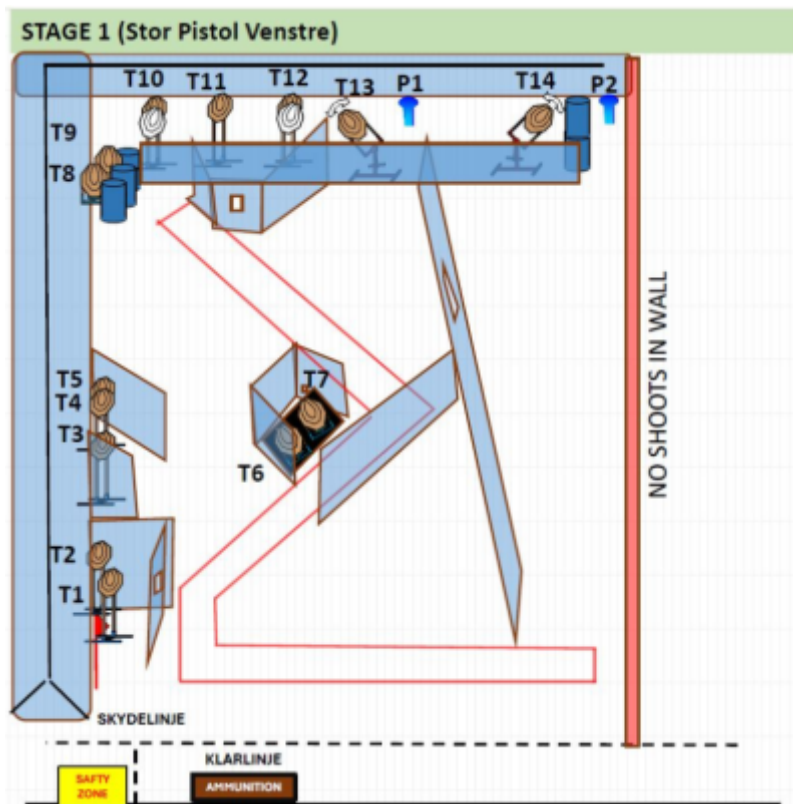 STAGE 1 (Stor Pistol Venstre)
T10 T11 T12 T13 P1 T14 P2
T9
T8
T5
T4
T3
T7
T6
T2
T1
NO SHOOTS IN WALL
SKYDELINJE
KLARLINJE
SAFTY
ZONE
AMMUNITION